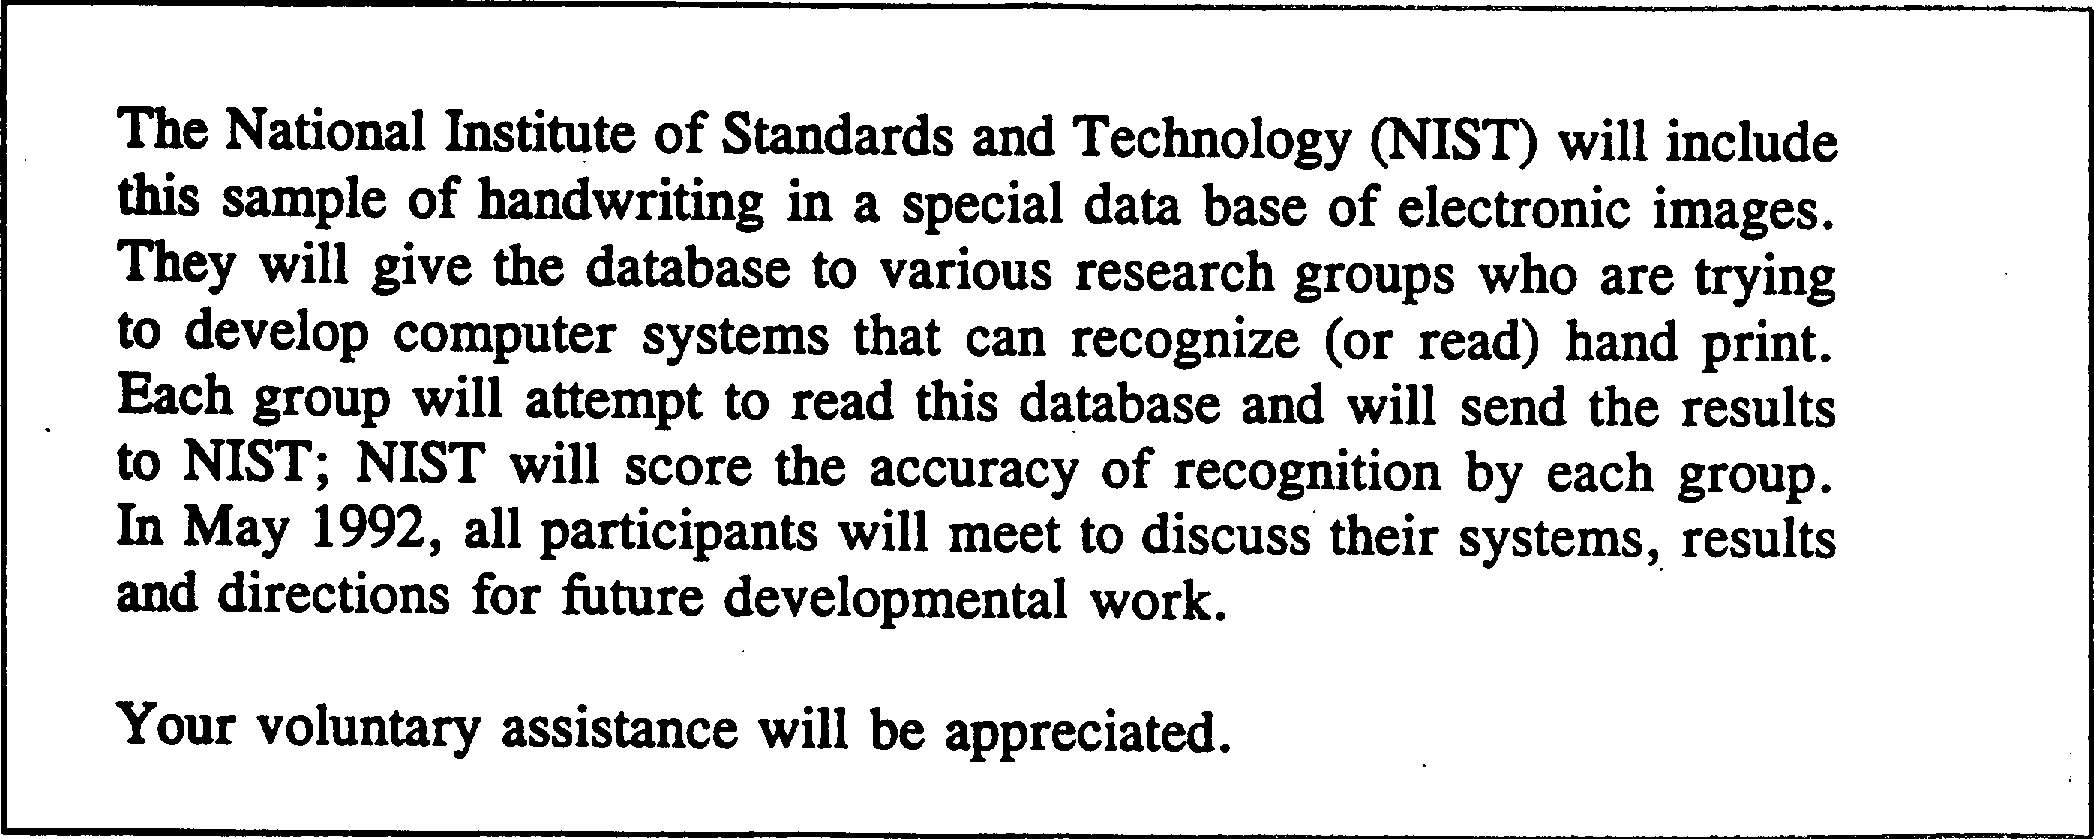 The National Institute of Standards and Technology (NIST) will include
this sample of handwriting in a special data base of electronic images.
They will give the database to various research groups who are trying
to develop computer systems that can recognize (or read) hand print.
Each group will attempt to read this database and will send the results
to NIST; NIST will score the accuracy of recognition by each group.
In May 1992, all participants will meet to discuss their systems, results
and directions for future developmental work.
Your voluntary assistance will be appreciated.